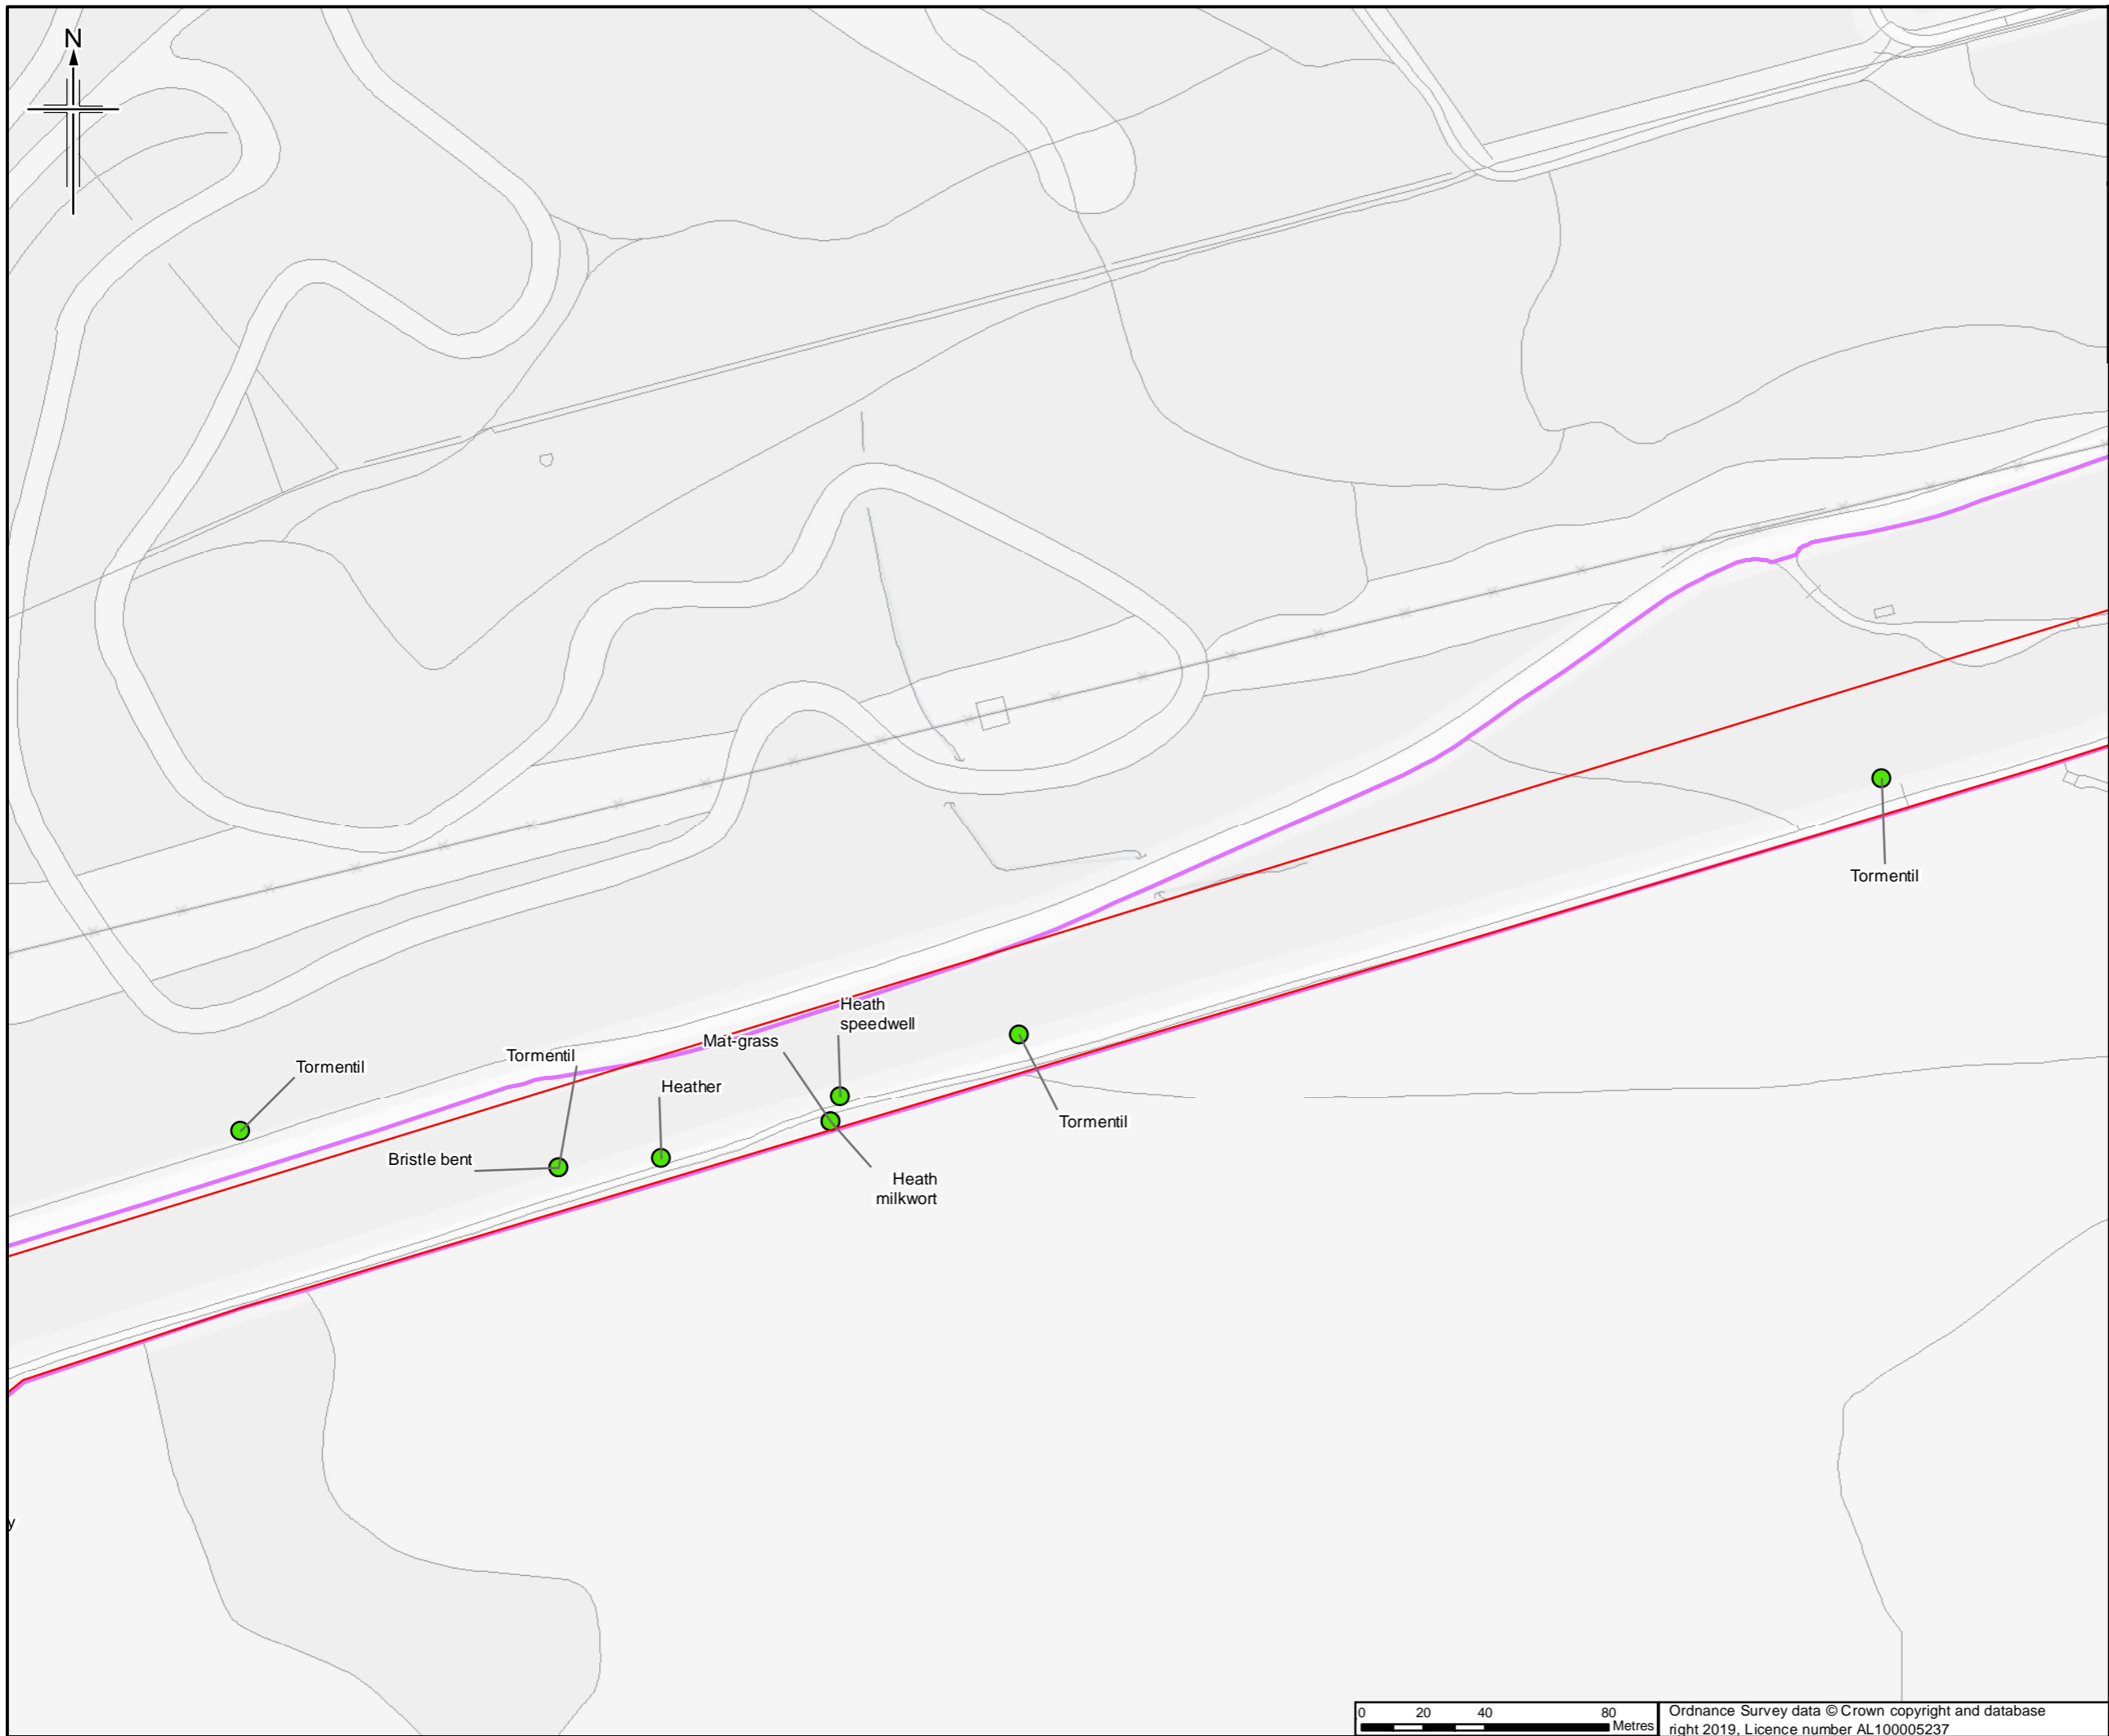 N
Tormentil
Heath
speedwell
Mat-grass
Tormentil
Tormentil
Heather
Tormentil
Bristle bent
Heath
milkwort
y
0 20 40 80
Metres
Ordnance Survey data © Crown copyright and database
right 2019, Licence number AL100005237